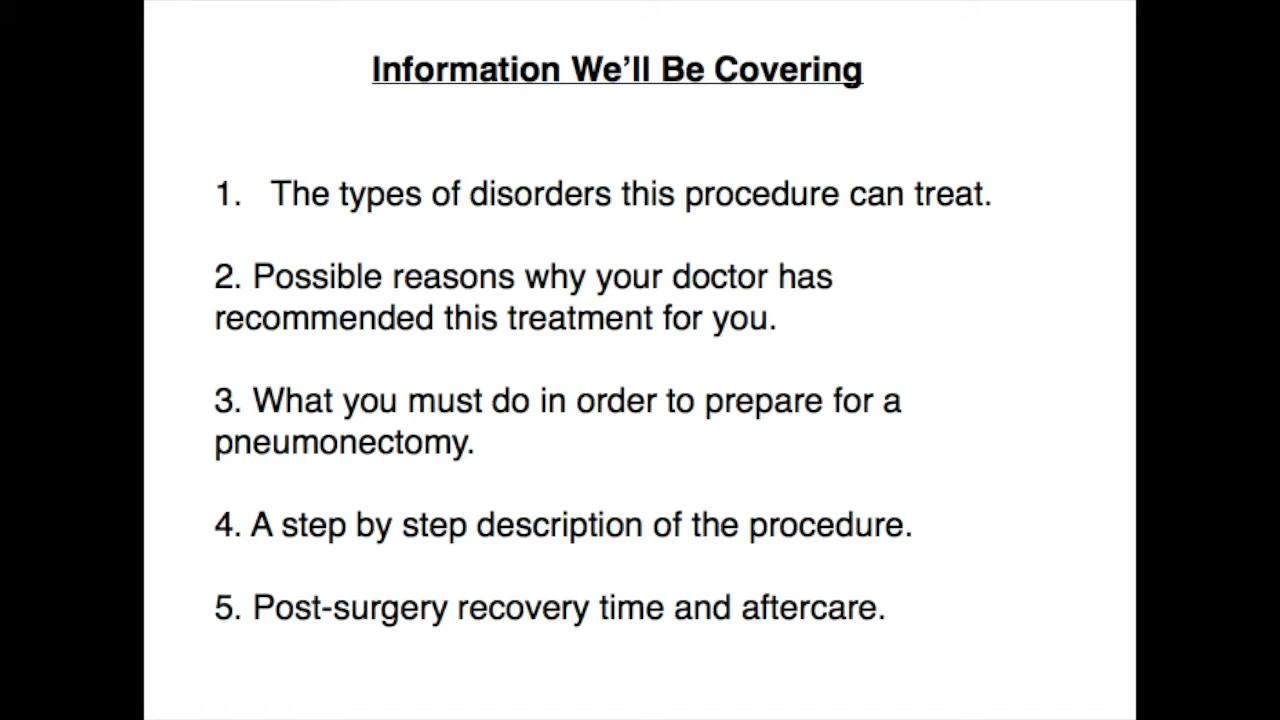 Information We’ll Be Covering
1. The types of disorders this procedure can treat.
2. Possible reasons why your doctor has
recommended this treatment for you.
3. What you must do in order to prepare for a
pneumonectomy.
4. A step by step description of the procedure.
5. Post-surgery recovery time and aftercare.